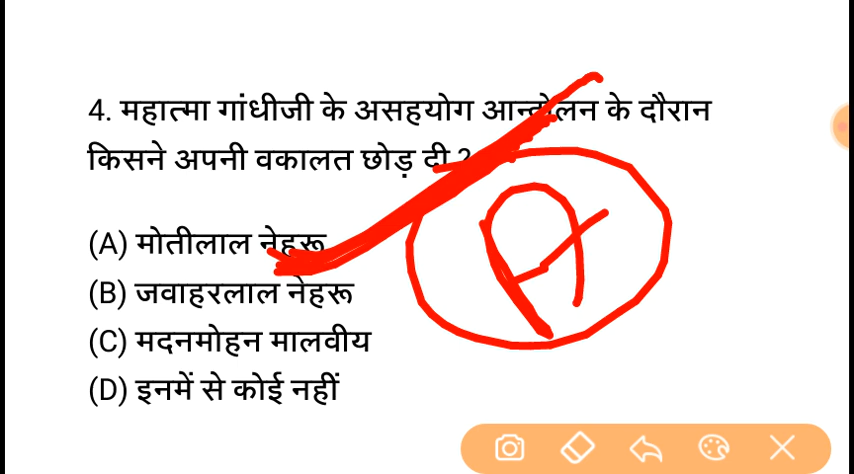 4. महात्मा गांधीजी के असहयोग आन्दोलन के दौरान
किसने अपनी वकालत छोड़ दी ?
(A) मोतीलाल नेहरू
(B) जवाहरलाल नेहरू
(C) मदनमोहन मालवीय
(D) इनमें से कोई नहीं
A